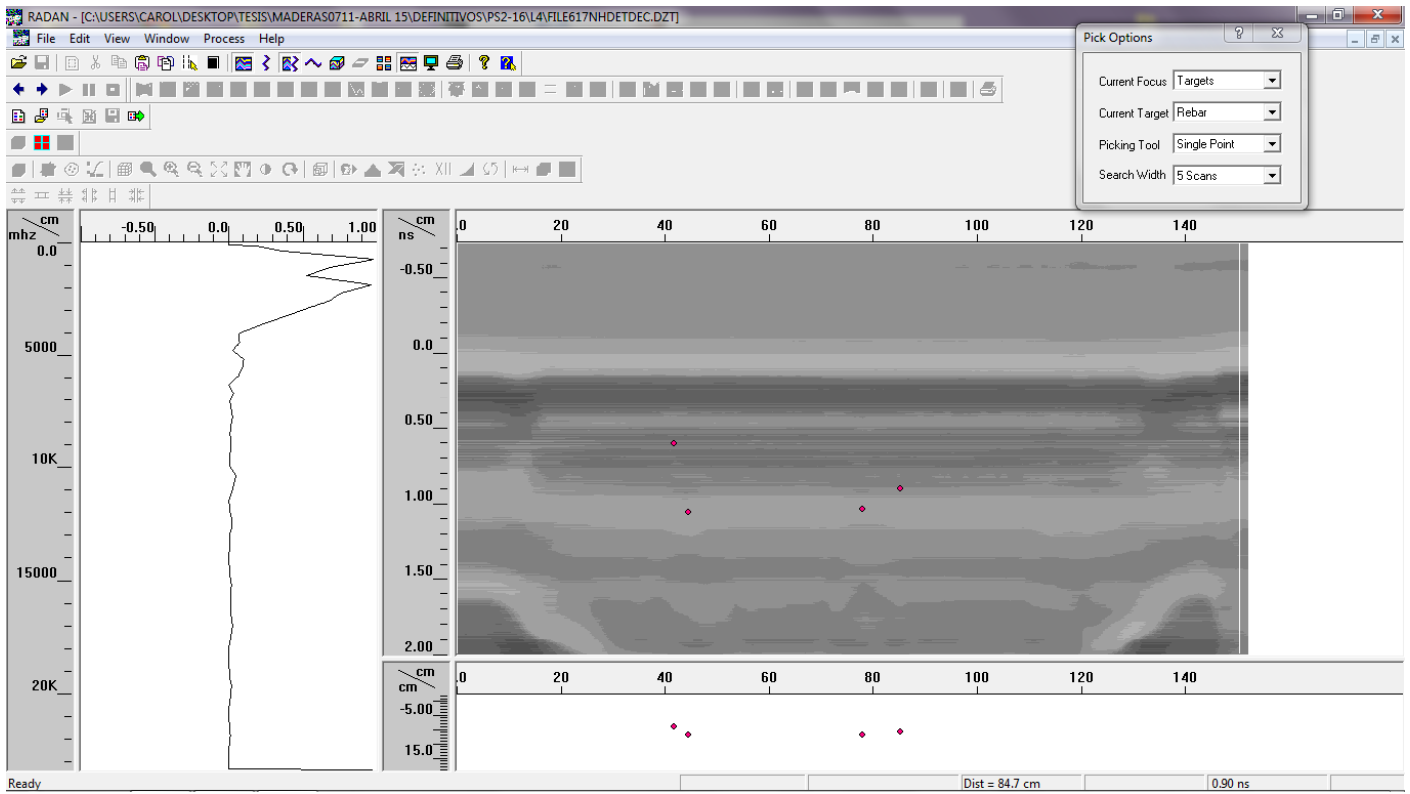 RADAN - [C:\USERS\CAROL\DESKTOP\TESIS\MADERAS0711-ABRIL 15\DEFINITIVOS\PS2-16\L4\FILE617NHDETDEC.DZT]
File Edit View Window Process Help
Pick Options
Current Focus Targets
Current Target Rebar
Picking Tool Single Point
Search Width 5 Scans
XII
cm
mhz
-0.50 0.0 0.50 1.00
0.0
5000
10K
15000
20K
cm
ns
.0 20 40 60 80 100 120 140
-0.50
0.0
0.50
1.00
1.50
2.00
cm
cm
.0 20 40 60 80 100 120 140
-5.00
15.0
Ready
Dist = 84.7 cm
0.90 ns